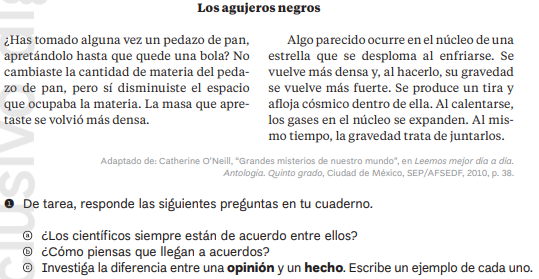 Los agujeros negros
¿Has tomado alguna vez un pedazo de pan,
apretándolo hasta que quede una bola? No
cambiaste la cantidad de materia del peda-
zo de pan, pero sí disminuiste el espacio
que ocupaba la materia. La masa que apre-
taste se volvió más densa.
Algo parecido ocurre en el núcleo de una
estrella que se desploma al enfriarse. Se
vuelve más densa y, al hacerlo, su gravedad
se vuelve más fuerte. Se produce un tira y
afloja cósmico dentro de ella. Al calentarse,
los gases en el núcleo se expanden. Al mis-
mo tiempo, la gravedad trata de juntarlos.
Adaptado de: Catherine O’Neill, “Grandes misterios de nuestro mundo”, en Leemos mejor día a día.
Antología. Quinto grado, Ciudad de México, SEP/AFSEDF, 2010, p. 38.
1 De tarea, responde las siguientes preguntas en tu cuaderno.
a ¿Los científicos siempre están de acuerdo entre ellos?
b ¿Cómo piensas que llegan a acuerdos?
c Investiga la diferencia entre una opinión y un hecho. Escribe un ejemplo de cada uno.